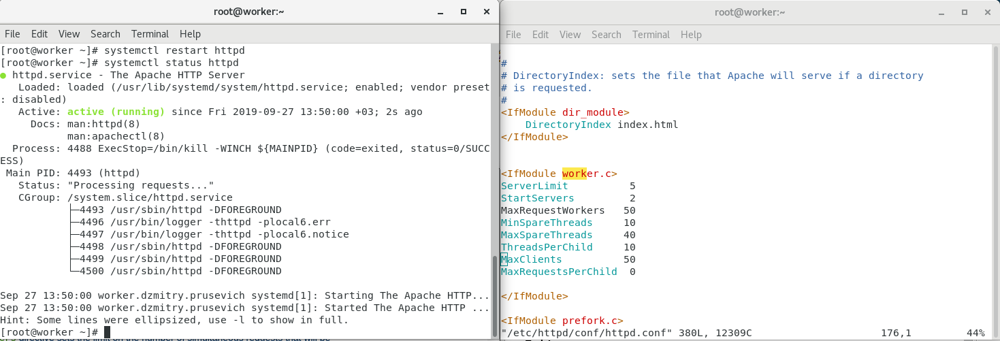 root@worker:~
File Edit View Search Terminal Help
[root@worker ~]# systemctl restart httpd
[root@worker ~]# systemctl status httpd
● httpd.service - The Apache HTTP Server
   Loaded: loaded (/usr/lib/systemd/system/httpd.service; enabled; vendor preset
: disabled)
   Active: active (running) since Fri 2019-09-27 13:50:00 +03; 2s ago
     Docs: man:httpd(8)
           man:apachectl(8)
  Process: 4488 ExecStop=/bin/kill -WINCH ${MAINPID} (code=exited, status=0/SUCC
ESS)
 Main PID: 4493 (httpd)
   Status: "Processing requests..."
   CGroup: /system.slice/httpd.service
           ├─4493 /usr/sbin/httpd -DFOREGROUND
           ├─4496 /usr/bin/logger -thttpd -plocal6.err
           ├─4497 /usr/bin/logger -thttpd -plocal6.notice
           ├─4498 /usr/sbin/httpd -DFOREGROUND
           ├─4499 /usr/sbin/httpd -DFOREGROUND
           └─4500 /usr/sbin/httpd -DFOREGROUND
Sep 27 13:50:00 worker.dzmitry.prusevich systemd[1]: Starting The Apache HTTP...
Sep 27 13:50:00 worker.dzmitry.prusevich systemd[1]: Started The Apache HTTP ...
Hint: Some lines were ellipsized, use -l to show in full.
[root@worker ~]#
directive sets the limit on the number of simultaneous requests that will be
root@worker:~
File Edit View Search Terminal Help
#
# DirectoryIndex: sets the file that Apache will serve if a directory
# is requested.
#
<IfModule dir_module>
    DirectoryIndex index.html
</IfModule>
<IfModule worker.c>
ServerLimit          5
StartServers         2
MaxRequestWorkers   50
MinSpareThreads     10
MaxSpareThreads     40
ThreadsPerChild     10
MaxClients          50
MaxRequestsPerChild  0
</IfModule>
<IfModule prefork.c>
"/etc/httpd/conf/httpd.conf" 380L, 12309C 176,1 44%